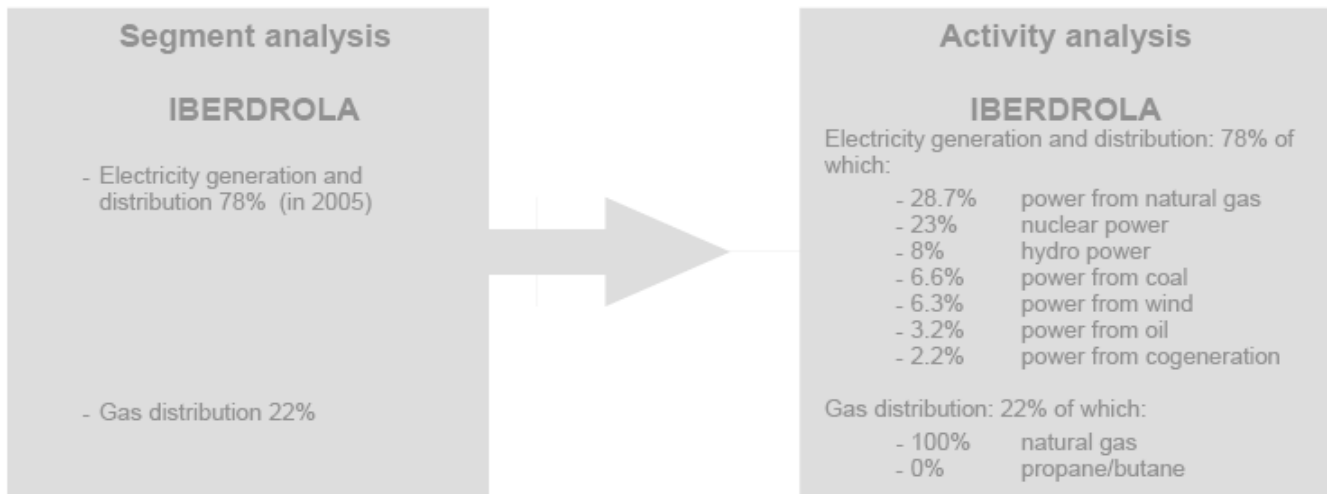 Segment analysis
IBERDROLA
- Electricity generation and
distribution 78% (in 2005)
- Gas distribution 22%
Activity analysis
IBERDROLA
Electricity generation and distribution: 78% of
which:
- 28.7% power from natural gas
- 23% nuclear power
- 8% hydro power
- 6.6% power from coal
- 6.3% power from wind
- 3.2% power from oil
- 2.2% power from cogeneration
Gas distribution: 22% of which:
- 100% natural gas
- 0% propane/butane